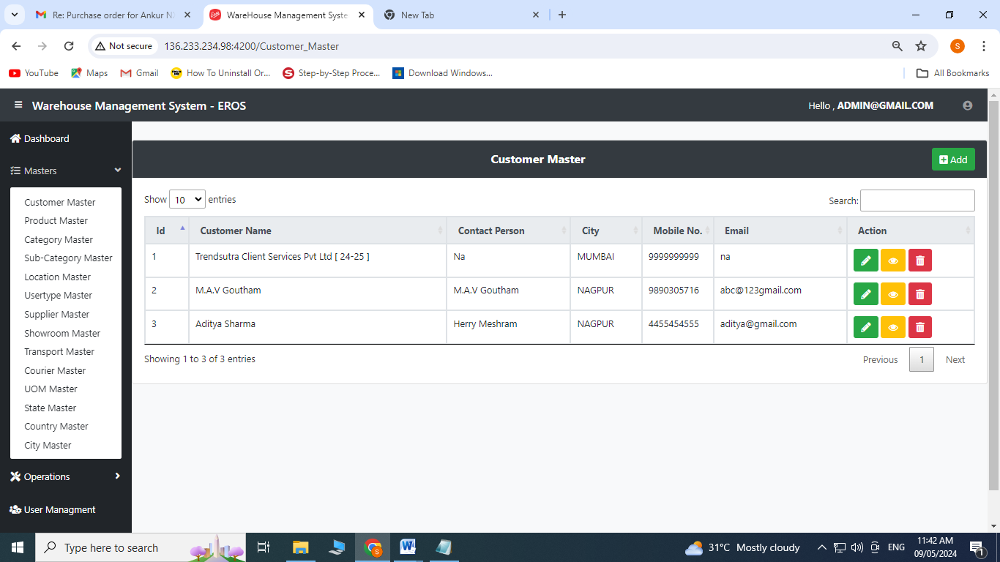 Re: Purchase order for Ankur N
WareHouse Management Syste
New Tab
Not secure
136.233.234.98:4200/Customer_Master
S
YouTube
Maps
Gmail
How To Uninstall Or...
Step-by-Step Proce...
Download Windows...
All Bookmarks
Warehouse Management System - EROS
Hello , ADMIN@GMAIL.COM
Dashboard
Masters
Customer Master
Product Master
Category Master
Sub-Category Master
Location Master
Usertype Master
Supplier Master
Showroom Master
Transport Master
Courier Master
UOM Master
State Master
Country Master
City Master
Operations
User Managment
Customer Master
Add
Show 10 entries
Search:
Id Customer Name Contact Person City Mobile No. Email Action
1 Trendsutra Client Services Pvt Ltd [ 24-25 ] Na MUMBAI 9999999999 na
2 M.A.V Goutham M.A.V Goutham NAGPUR 9890305716 abc@123gmail.com
3 Aditya Sharma Herry Meshram NAGPUR 4455454555 aditya@gmail.com
Showing 1 to 3 of 3 entries
Previous 1 Next
Type here to search
31°C Mostly cloudy
ENG
11:42 AM
09/05/2024
1